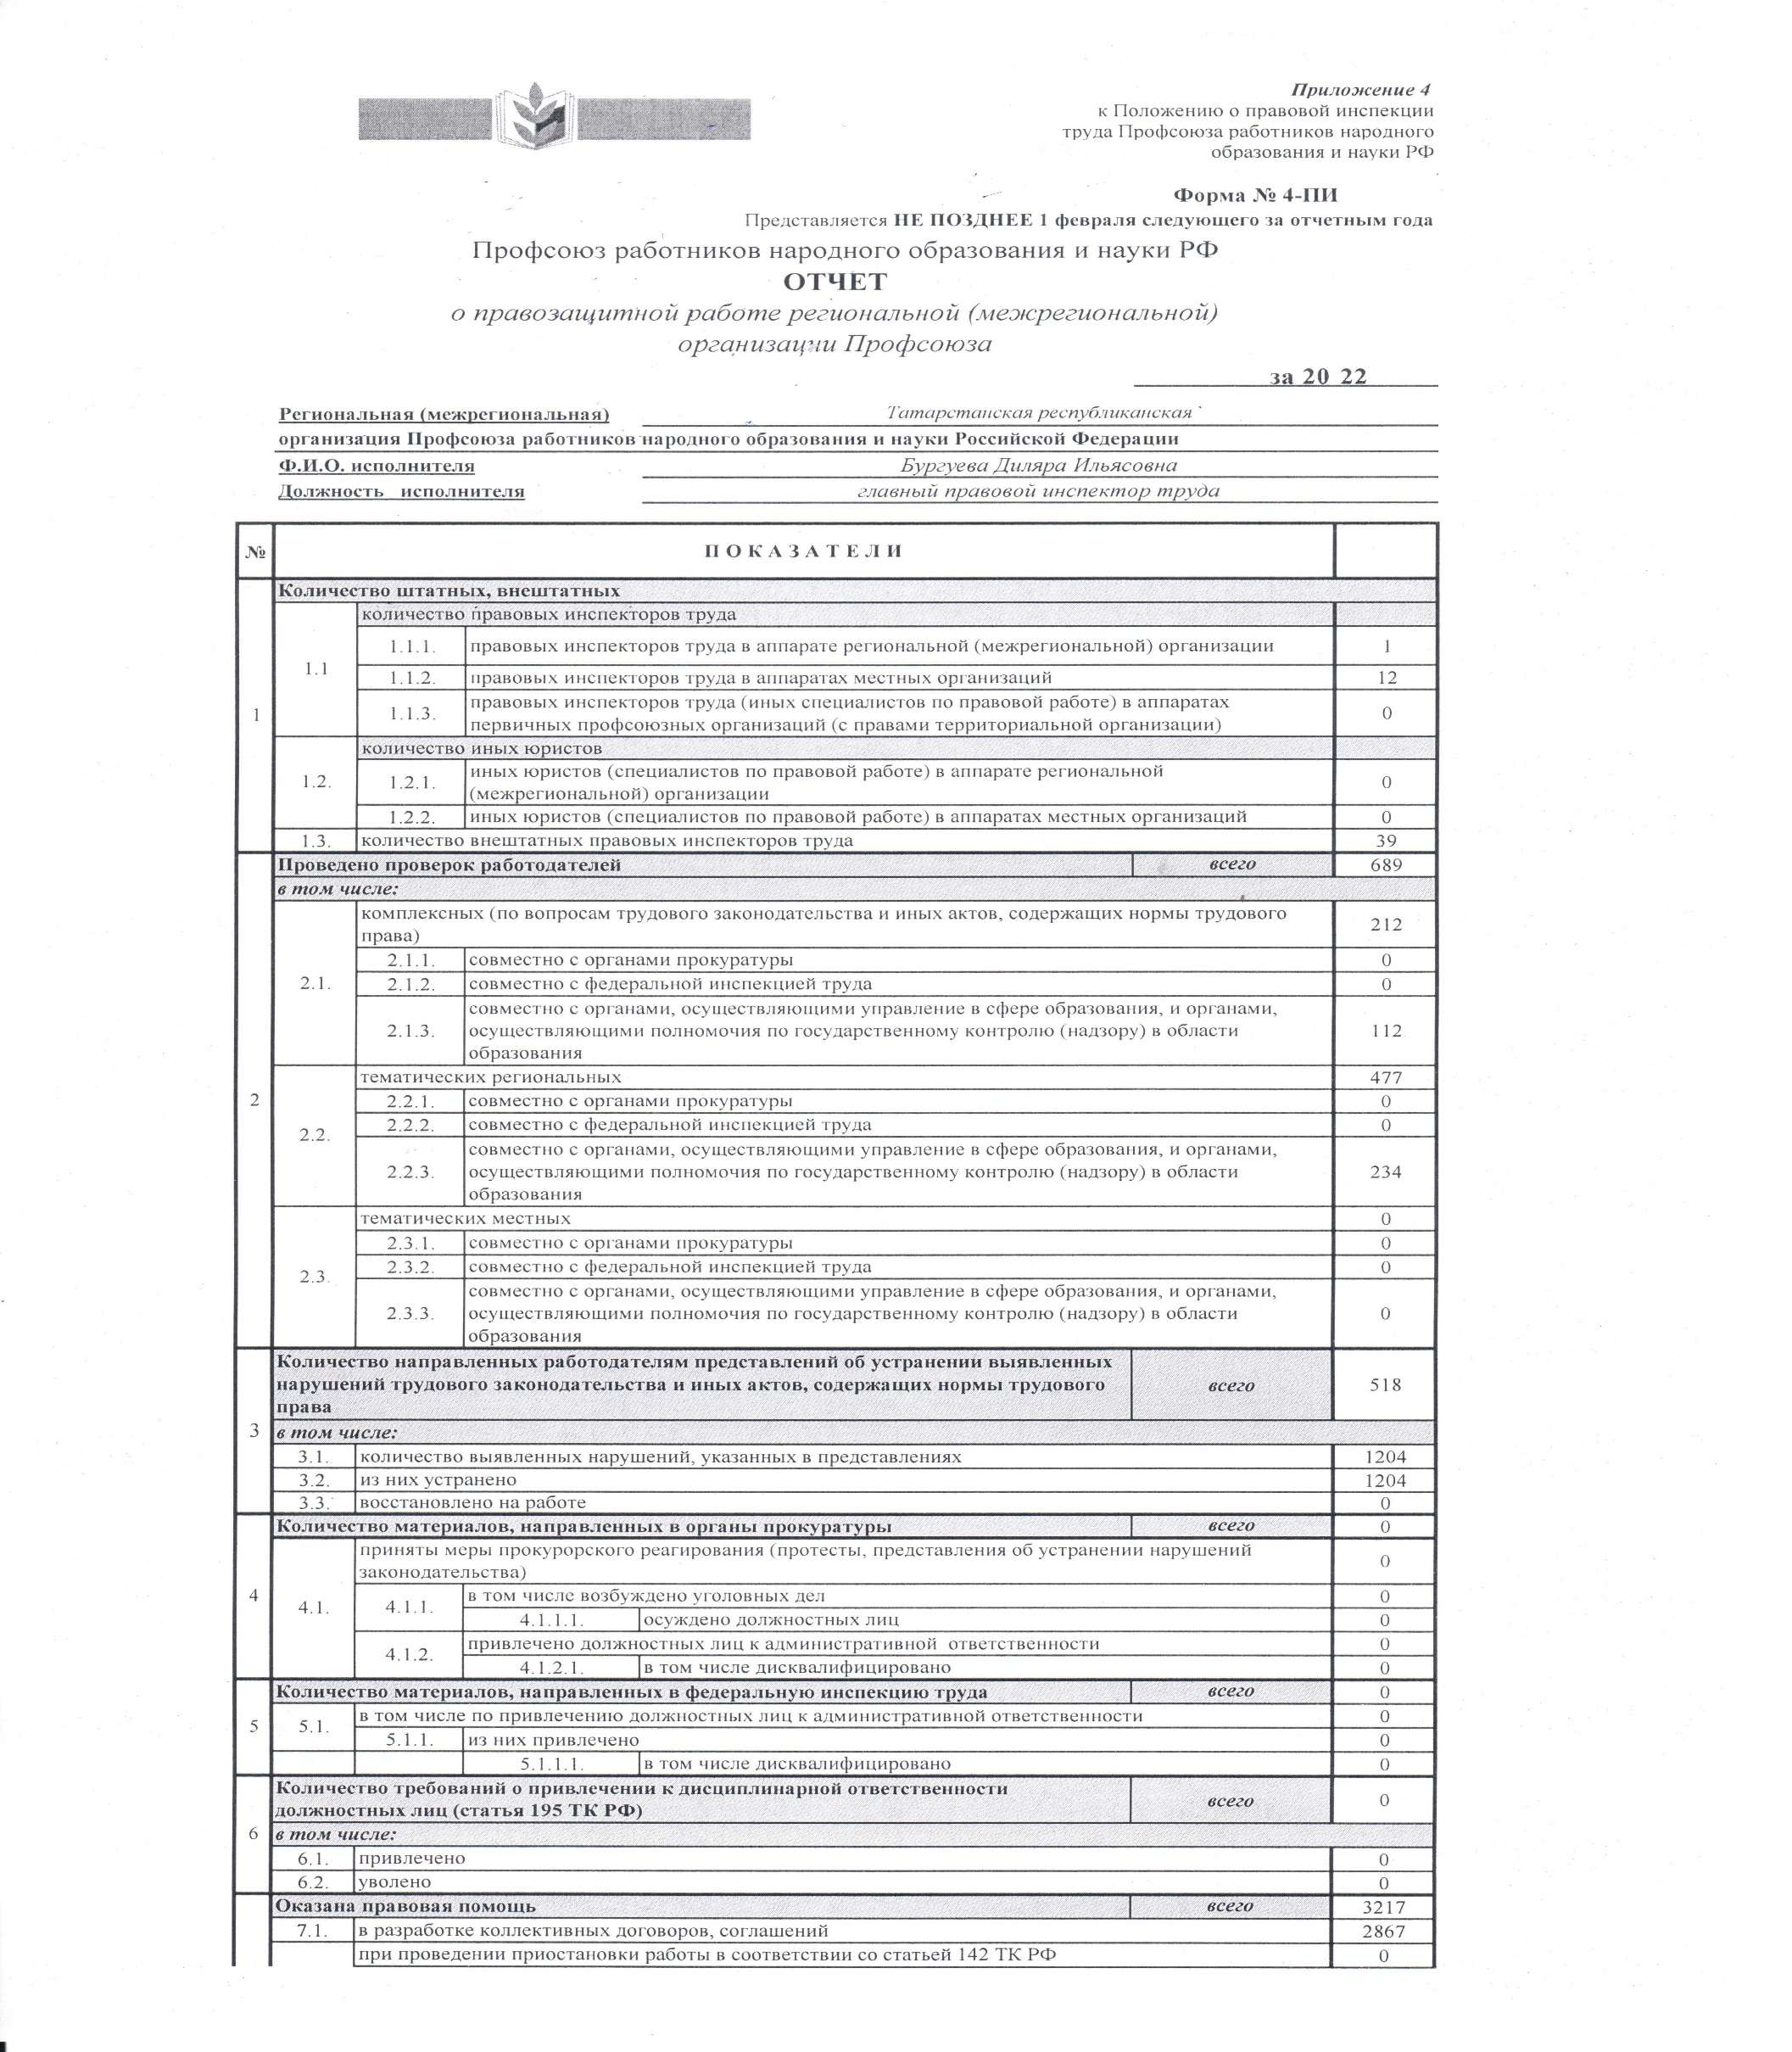 Приложение 4
к Положению о правовой инспекции
труда Профсоюза работников народного
образования и науки РФ
Форма № 4-ПИ
Представляется НЕ ПОЗДНЕЕ 1 февраля следующего за отчетным года
Профсоюз работников народного образования и науки РФ
ОТЧЕТ
о правозащитной работе региональной (межрегиональной)
организации Профсоюза
за 20 22
Региональная (межрегиональная) Татарстанская республиканская
организация Профсоюза работников народного образования и науки Российской Федерации
Ф.И.О. исполнителя Бургуева Диляра Ильясовна
Должность исполнителя главный правовой инспектор труда
№ ПОКАЗАТЕЛИ
1 Количество штатных, внештатных
1.1 количество правовых инспекторов труда
1.1.1. правовых инспекторов труда в аппарате региональной (межрегиональной) организации 1
1.1.2. правовых инспекторов труда в аппаратах местных организаций 12
1.1.3. правовых инспекторов труда (иных специалистов по правовой работе) в аппаратах
первичных профсоюзных организаций (с правами территориальной организации) 0
1.2. количество иных юристов
1.2.1. иных юристов (специалистов по правовой работе) в аппарате региональной
(межрегиональной) организации 0
1.2.2. иных юристов (специалистов по правовой работе) в аппаратах местных организаций 0
1.3. количество внештатных правовых инспекторов труда 39
2 Проведено проверок работодателей всего 689
в том числе:
2.1. комплексных (по вопросам трудового законодательства и иных актов, содержащих нормы трудового
права) 212
2.1.1. совместно с органами прокуратуры 0
2.1.2. совместно с федеральной инспекцией труда 0
2.1.3. совместно с органами, осуществляющими управление в сфере образования, и органами,
осуществляющими полномочия по государственному контролю (надзору) в области
образования 112
2.2. тематических региональных 477
2.2.1. совместно с органами прокуратуры 0
2.2.2. совместно с федеральной инспекцией труда 0
2.2.3. совместно с органами, осуществляющими управление в сфере образования, и органами,
осуществляющими полномочия по государственному контролю (надзору) в области
образования 234
2.3. тематических местных 0
2.3.1. совместно с органами прокуратуры 0
2.3.2. совместно с федеральной инспекцией труда 0
2.3.3. совместно с органами, осуществляющими управление в сфере образования, и органами,
осуществляющими полномочия по государственному контролю (надзору) в области
образования 0
3 Количество направленных работодателям представлений об устранении выявленных
нарушений трудового законодательства и иных актов, содержащих нормы трудового
права всего 518
в том числе:
3.1. количество выявленных нарушений, указанных в представлениях 1204
3.2. из них устранено 1204
3.3. восстановлено на работе 0
4 Количество материалов, направленных в органы прокуратуры всего 0
4.1. приняты меры прокурорского реагирования (протесты, представления об устранении нарушений
законодательства) 0
4.1.1. в том числе возбуждено уголовных дел 0
4.1.1.1. осуждено должностных лиц 0
4.1.2. привлечено должностных лиц к административной ответственности 0
4.1.2.1. в том числе дисквалифицировано 0
5 Количество материалов, направленных в федеральную инспекцию труда всего 0
5.1. в том числе по привлечению должностных лиц к административной ответственности 0
5.1.1. из них привлечено 0
5.1.1.1. в том числе дисквалифицировано 0
6 Количество требований о привлечении к дисциплинарной ответственности
должностных лиц (статья 195 ТК РФ) всего 0
в том числе:
6.1. привлечено 0
6.2. уволено 0
Оказана правовая помощь всего 3217
7.1. в разработке коллективных договоров, соглашений 2867
при проведении приостановки работы в соответствии со статьей 142 ТК РФ 0